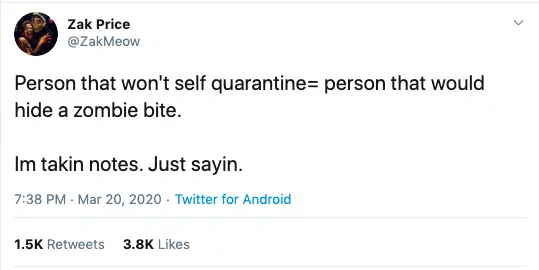 Zak Price
@ZakMeow
Person that won't self quarantine= person that would
hide a zombie bite.
Im takin notes. Just sayin.
7:38 PM · Mar 20, 2020 · Twitter for Android
1.5K Retweets 3.8K Likes